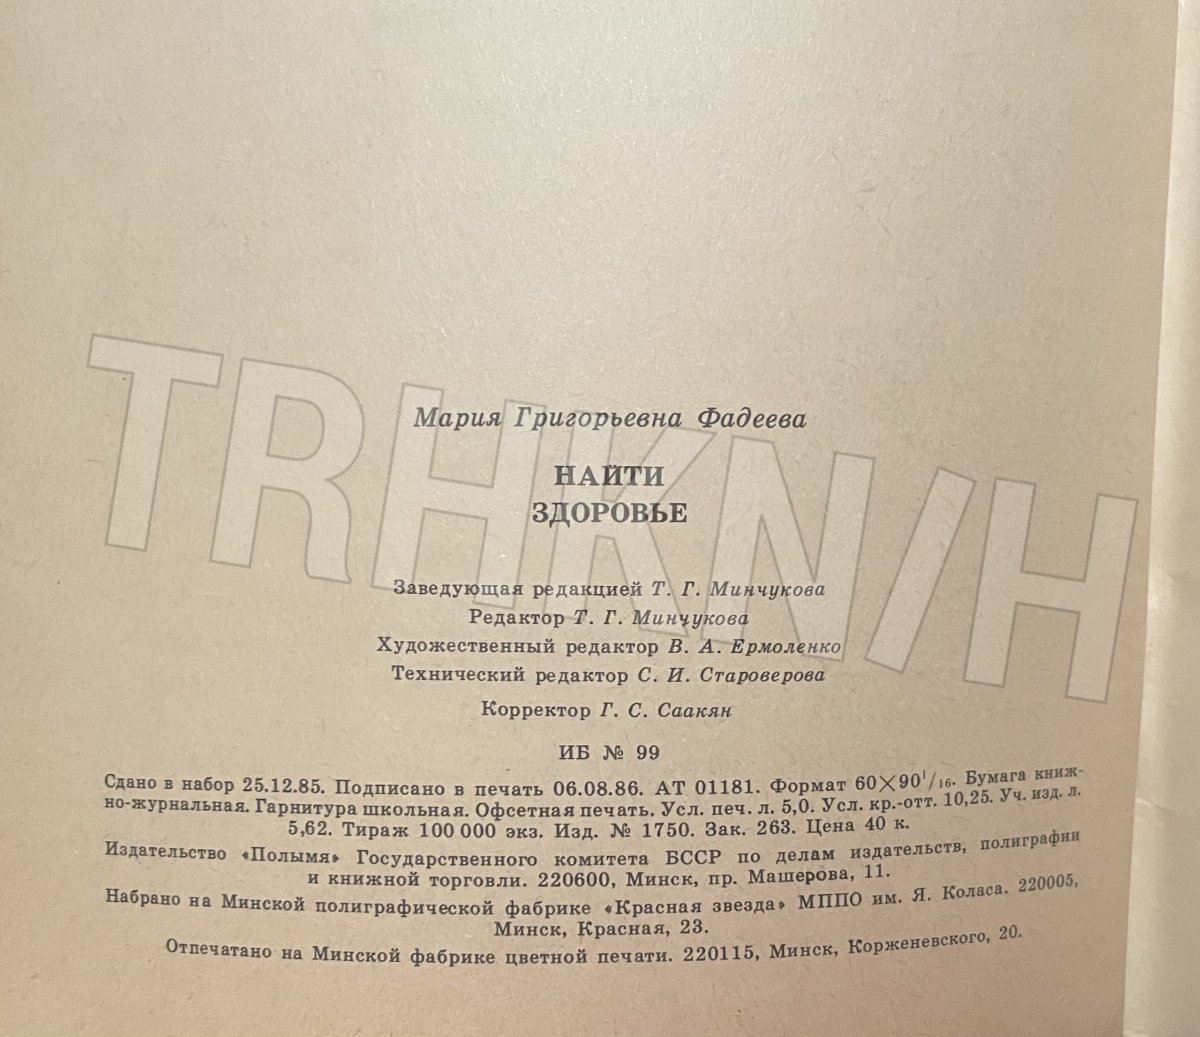 Мария Григорьевна Фадеева
НАЙТИ
ЗДОРОВЬЕ
Заведующая редакцией Т. Г. Минчукова
Редактор Т. Г. Минчукова
Художественный редактор В. А. Ермоленко
Технический редактор С. И. Староверова
Корректор Г. С. Саакян
ИБ № 99
Сдано в набор 25.12.85. Подписано в печать 06.08.86. АТ 01181. Формат 60×90¹/₁₆. Бумага книж-
но-журнальная. Гарнитура школьная. Офсетная печать. Усл. печ. л. 5,0. Усл. кр.-отт. 10,25. Уч. изд. л.
5,62. Тираж 100 000 экз. Изд. № 1750. Зак. 263. Цена 40 к.
Издательство «Полымя» Государственного комитета БССР по делам издательств, полиграфии
и книжной торговли. 220600, Минск, пр. Машерова, 11.
Набрано на Минской полиграфической фабрике «Красная звезда» МППО им. Я. Коласа. 220005,
Минск, Красная, 23.
Отпечатано на Минской фабрике цветной печати. 220115, Минск, Корженевского, 20.
TRHKN/H